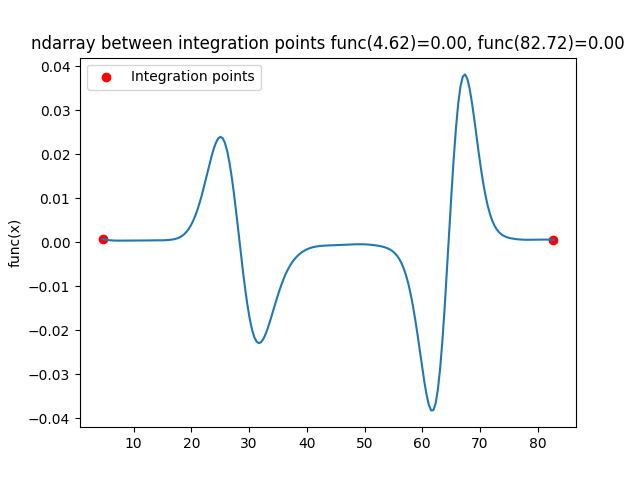 ndarray between integration points func(4.62)=0.00, func(82.72)=0.00
Integration points
func(x)
0.04
0.03
0.02
0.01
0.00
−0.01
−0.02
−0.03
−0.04
10 20 30 40 50 60 70 80